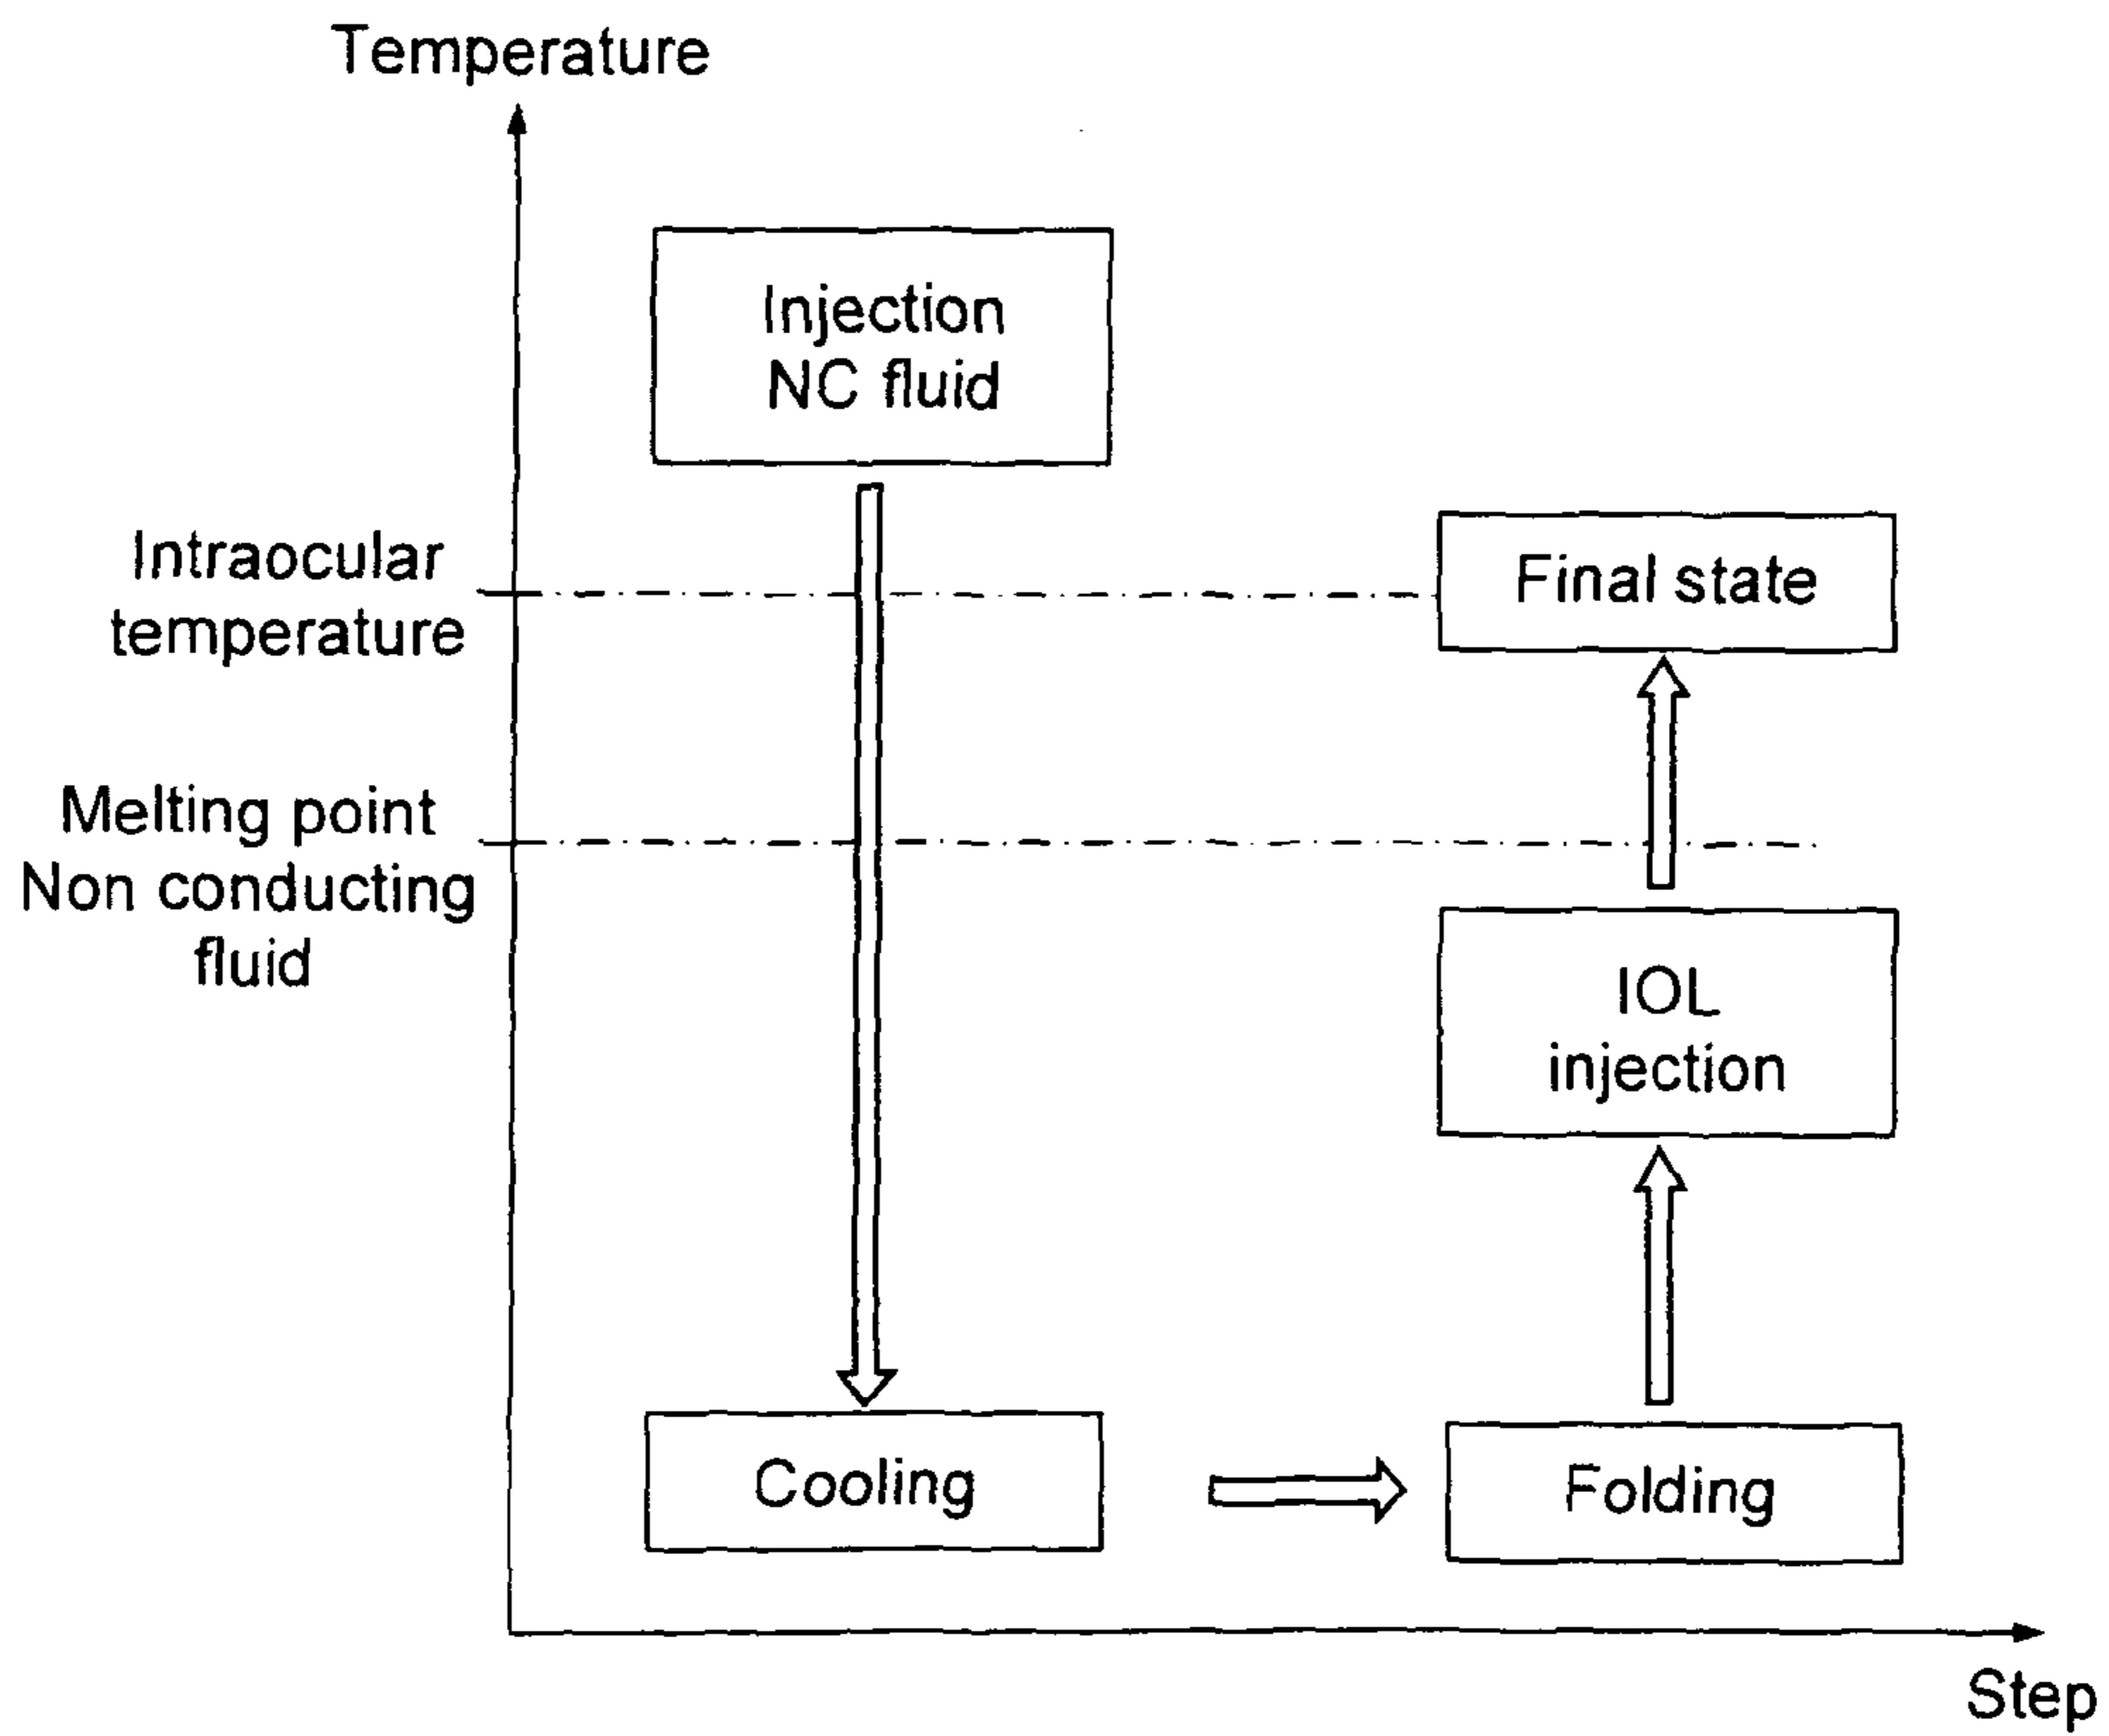 Temperature
Injection
NC fluid
Intraocular
temperature
Final state
Melting point
Non conducting
fluid
IOL
injection
Cooling
Folding
Step